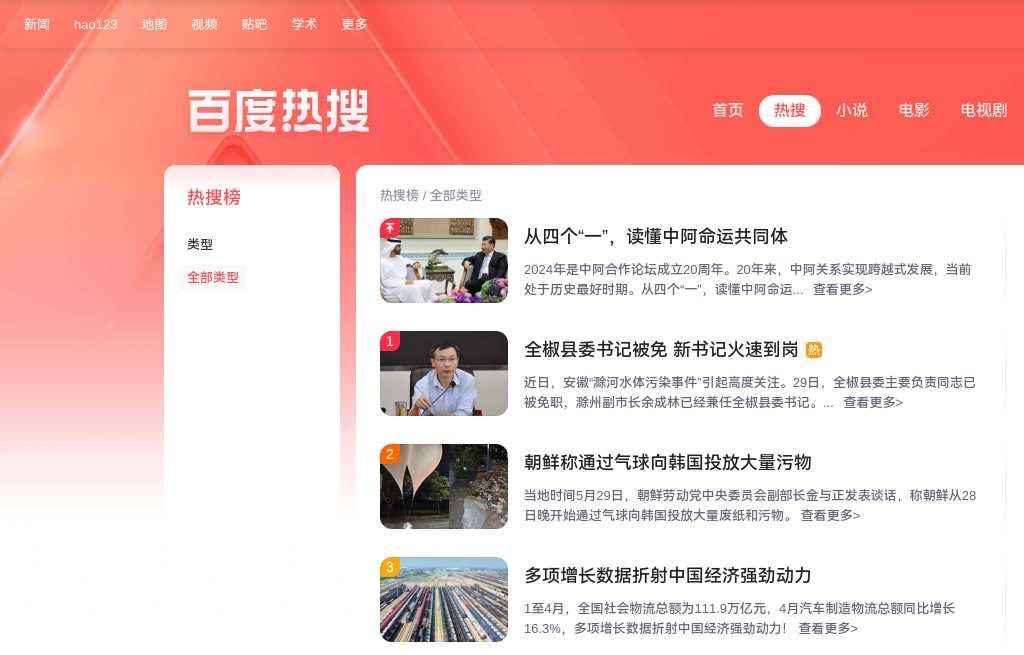 新闻 hao123 地图 视频 贴吧 学术 更多
百度热搜
首页 热搜 小说 电影 电视剧
热搜榜
类型
全部类型
热搜榜 / 全部类型
从四个“一”，读懂中阿命运共同体
2024年是中阿合作论坛成立20周年。20年来，中阿关系实现跨越式发展，当前
处于历史最好时期。从四个“一”，读懂中阿命运... 查看更多>
1
全椒县委书记被免 新书记火速到岗 热
近日，安徽“滁河水体污染事件”引起高度关注。29日，全椒县委主要负责同志已
被免职，滁州副市长余成林已经兼任全椒县委书记。... 查看更多>
2
朝鲜称通过气球向韩国投放大量污物
当地时间5月29日，朝鲜劳动党中央委员会副部长金与正发表谈话，称朝鲜从28
日晚开始通过气球向韩国投放大量废纸和污物。 查看更多>
3
多项增长数据折射中国经济强劲动力
1至4月，全国社会物流总额为111.9万亿元，4月汽车制造物流总额同比增长
16.3%，多项增长数据折射中国经济强劲动力！ 查看更多>